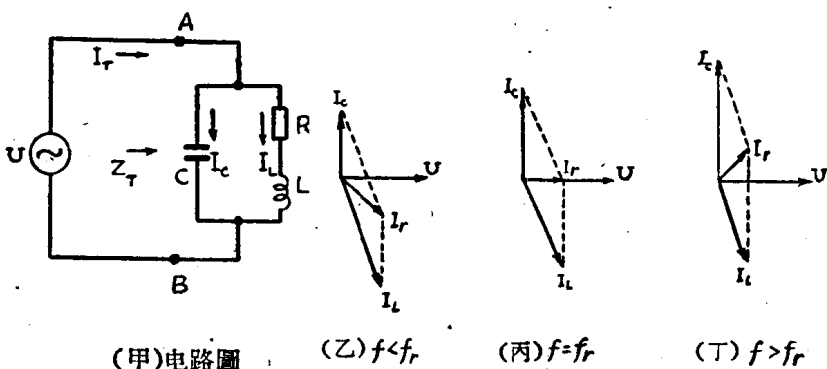 A
I_T
U
Z_T
C
I_C
I_L
R
L
B
I_C
U
I_r
I_L
I_C
U
I_r
I_L
I_C
I_r
U
I_L
(甲)电路圖
(乙) f<f_r
(丙) f=f_r
(丁) f>f_r